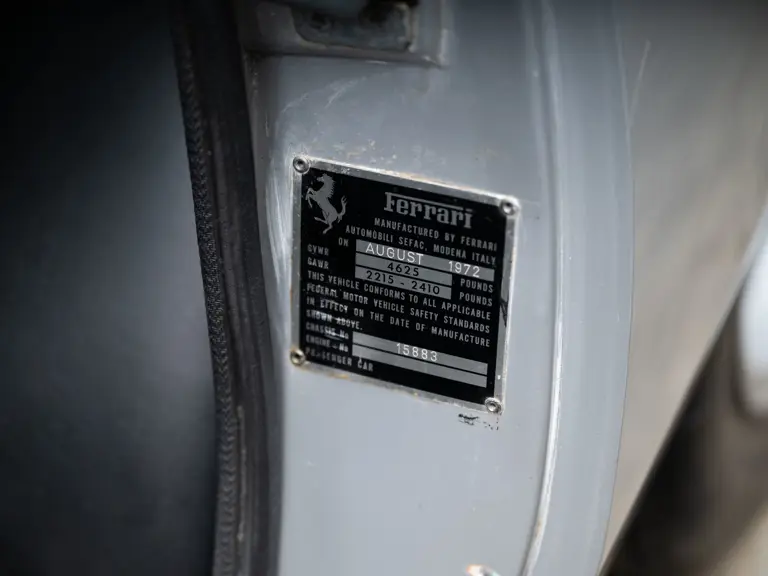 Ferrari
MANUFACTURED BY FERRARI
AUTOMOBILI SEFAC, MODENA ITALY
ON AUGUST 1972
GVWR 4625 POUNDS
GAWR 2215 - 2410 POUNDS
THIS VEHICLE CONFORMS TO ALL APPLICABLE
FEDERAL MOTOR VEHICLE SAFETY STANDARDS
IN EFFECT ON THE DATE OF MANUFACTURE
SHOWN ABOVE.
CHASSIS No 15883
ENGINE - No
PASSENGER CAR